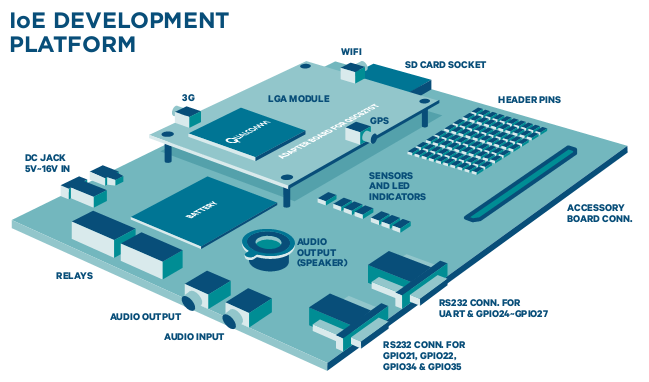 IoE DEVELOPMENT
PLATFORM
WIFI
SD CARD SOCKET
3G
LGA MODULE
HEADER PINS
QUALCOMM
GPS
ADAPTER BOARD FOR
DC JACK
5V~16V IN
SENSORS
AND LED
INDICATORS
BATTERY
ACCESSORY
BOARD CONN.
AUDIO
OUTPUT
(SPEAKER)
RELAYS
RS232 CONN. FOR
UART & GPIO24~GPIO27
AUDIO OUTPUT
AUDIO INPUT
RS232 CONN. FOR
GPIO21, GPIO22,
GPIO34 & GPIO35